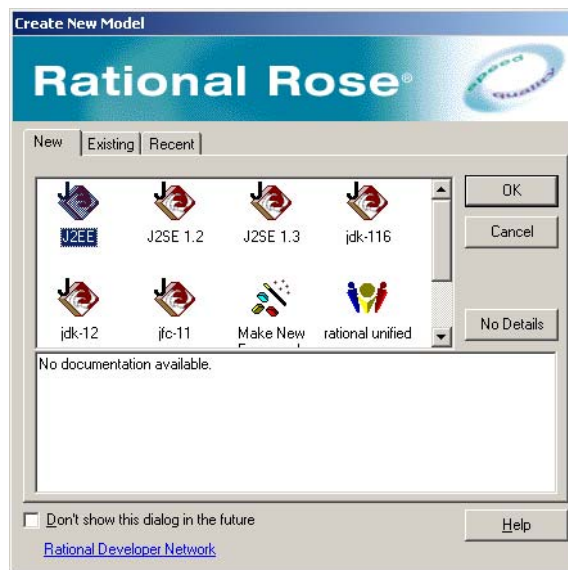 Create New Model
Rational Rose®
speed
quality
New
Existing
Recent
J2EE
J2SE 1.2
J2SE 1.3
jdk-116
OK
Cancel
jdk-12
jfc-11
Make New
rational unified
No Details
No documentation available.
Don't show this dialog in the future
Help
Rational Developer Network